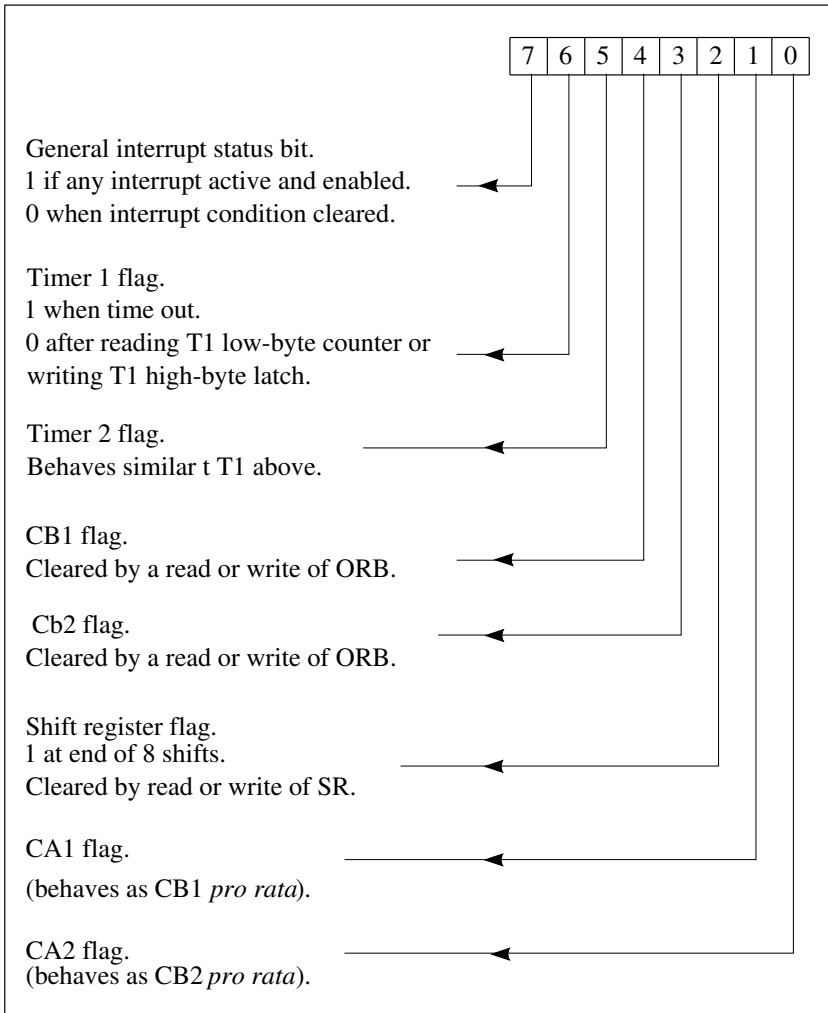 7 6 5 4 3 2 1 0
General interrupt status bit.
1 if any interrupt active and enabled.
0 when interrupt condition cleared.
Timer 1 flag.
1 when time out.
0 after reading T1 low-byte counter or
writing T1 high-byte latch.
Timer 2 flag.
Behaves similar t T1 above.
CB1 flag.
Cleared by a read or write of ORB.
Cb2 flag.
Cleared by a read or write of ORB.
Shift register flag.
1 at end of 8 shifts.
Cleared by read or write of SR.
CA1 flag.
(behaves as CB1 pro rata).
CA2 flag.
(behaves as CB2 pro rata).